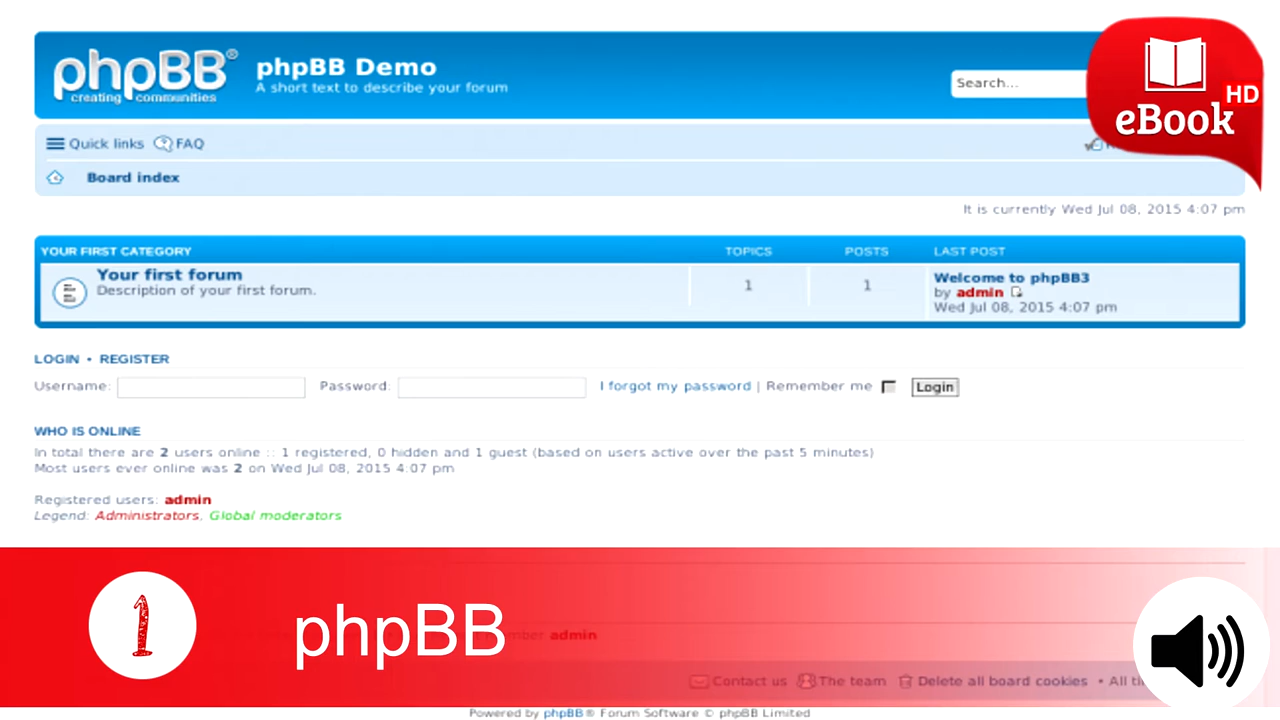 phpBB®
creating communities
phpBB Demo
A short text to describe your forum
Search...
eBook HD
Quick links FAQ
Board index
It is currently Wed Jul 08, 2015 4:07 pm
YOUR FIRST CATEGORY TOPICS POSTS LAST POST
Your first forum
Description of your first forum.
1 1
Welcome to phpBB3
by admin
Wed Jul 08, 2015 4:07 pm
LOGIN • REGISTER
Username: Password: I forgot my password | Remember me Login
WHO IS ONLINE
In total there are 2 users online :: 1 registered, 0 hidden and 1 guest (based on users active over the past 5 minutes)
Most users ever online was 2 on Wed Jul 08, 2015 4:07 pm
Registered users: admin
Legend: Administrators, Global moderators
1 phpBB
admin
Contact us The team Delete all board cookies • All
Powered by phpBB® Forum Software © phpBB Limited